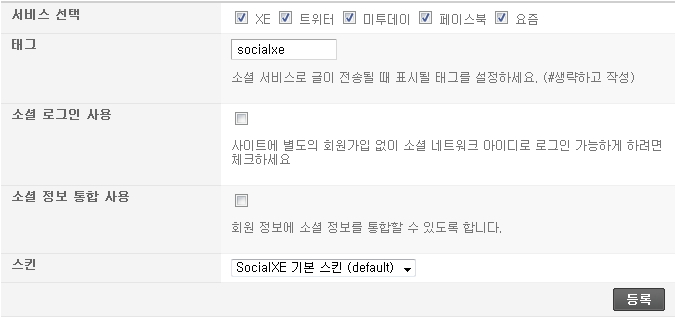 서비스 선택 XE 트위터 미투데이 페이스북 요즘
태그 socialxe
소셜 서비스로 글이 전송될 때 표시될 태그를 설정하세요. (#생략하고 작성)
소셜 로그인 사용
사이트에 별도의 회원가입 없이 소셜 네트워크 아이디로 로그인 가능하게 하려면
체크하세요
소셜 정보 통합 사용
회원 정보에 소셜 정보를 통합할 수 있도록 합니다.
스킨 SocialXE 기본 스킨 (default)
등록